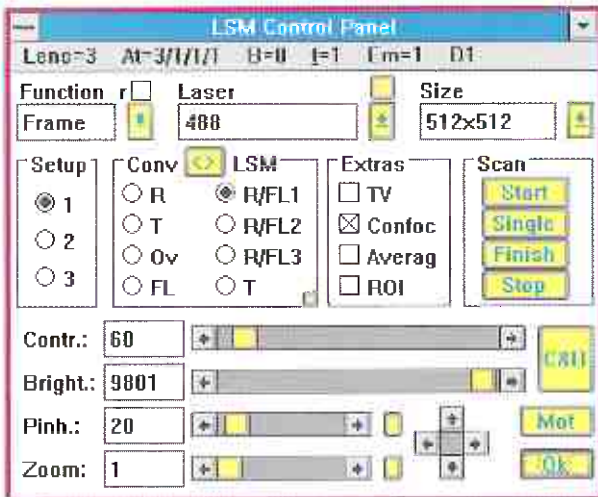 LSM Control Panel
Lens=3 At=3/1/1/1 B=0 f=1 Em=1 D1
Function r Laser Size
Frame 488 512x512
Setup Conv <> LSM Extras Scan
1 R R/FL1 TV Start
2 T R/FL2 Confoc Single
3 Ov R/FL3 Averag Finish
FL T ROI Stop
Contr.: 60
C&B
Bright.: 9801
Pinh.: 20 Mot
Zoom: 1 Ok